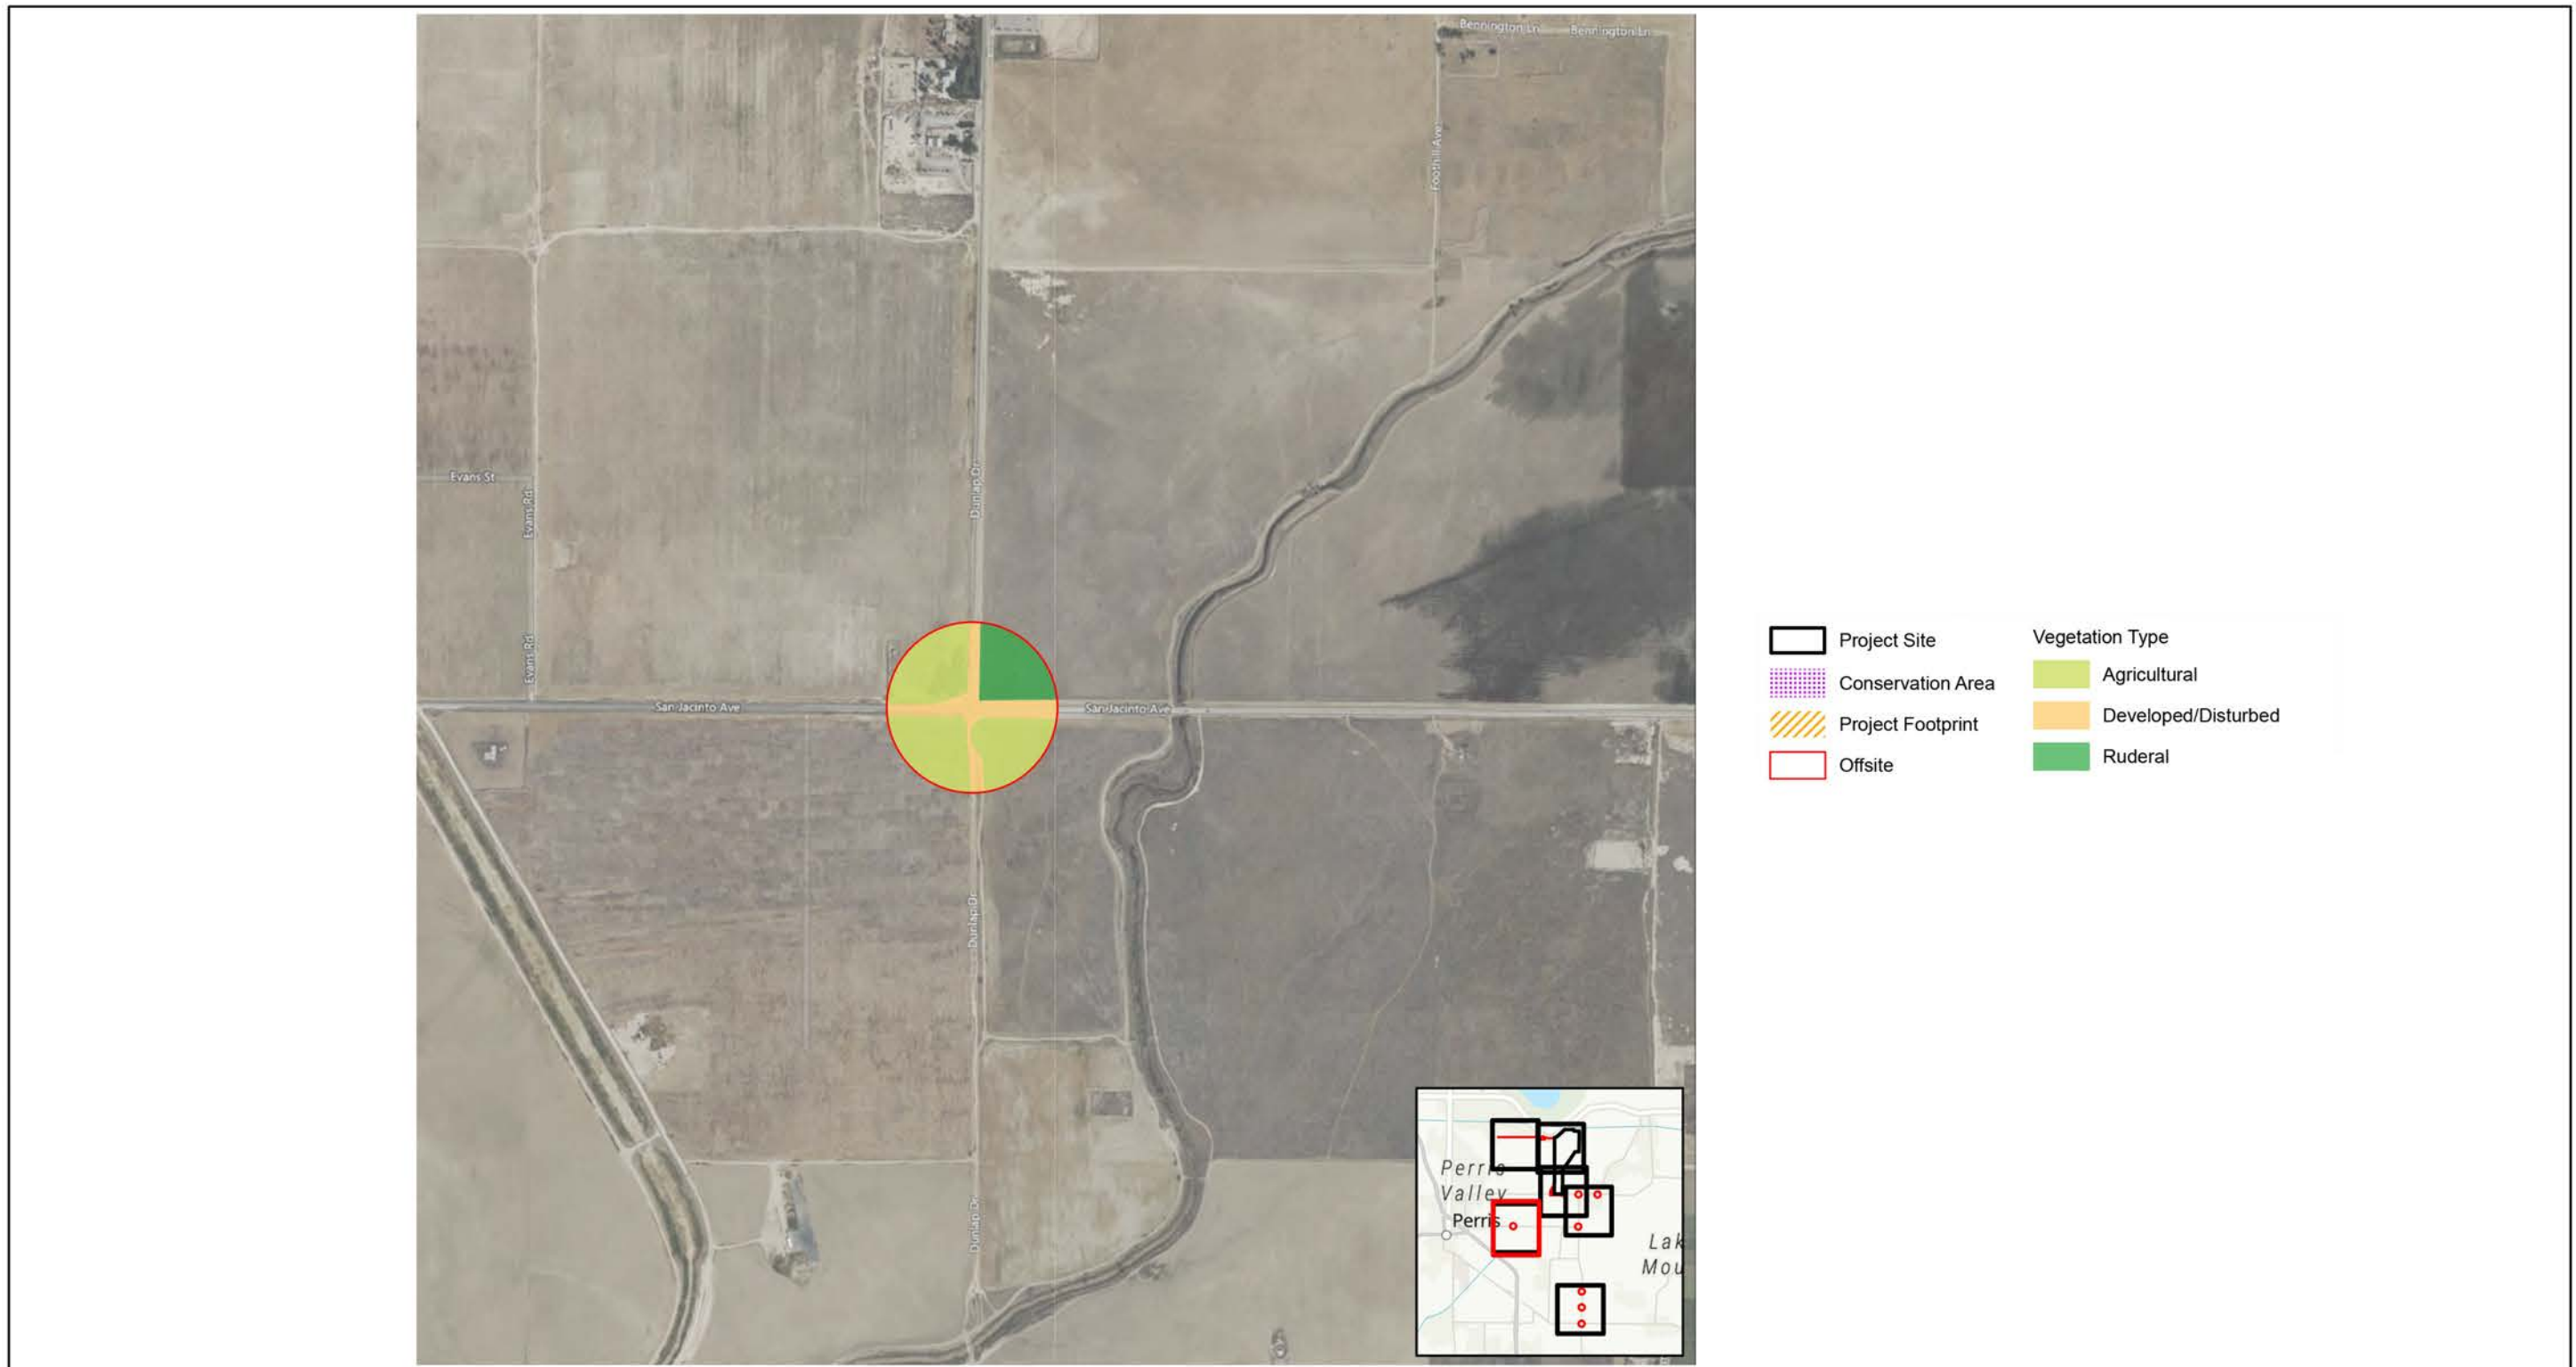 Bennington Ln
Bennington Ln
Foothill Ave
Evans St
Evans Rd
Dunlap Dr
Evans Rd
San Jacinto Ave
San Jacinto Ave
Dunlap Dr
Dunlap Dr
Project Site
Conservation Area
Project Footprint
Offsite
Vegetation Type
Agricultural
Developed/Disturbed
Ruderal
Perris
Valley
Perris
Lak
Mou